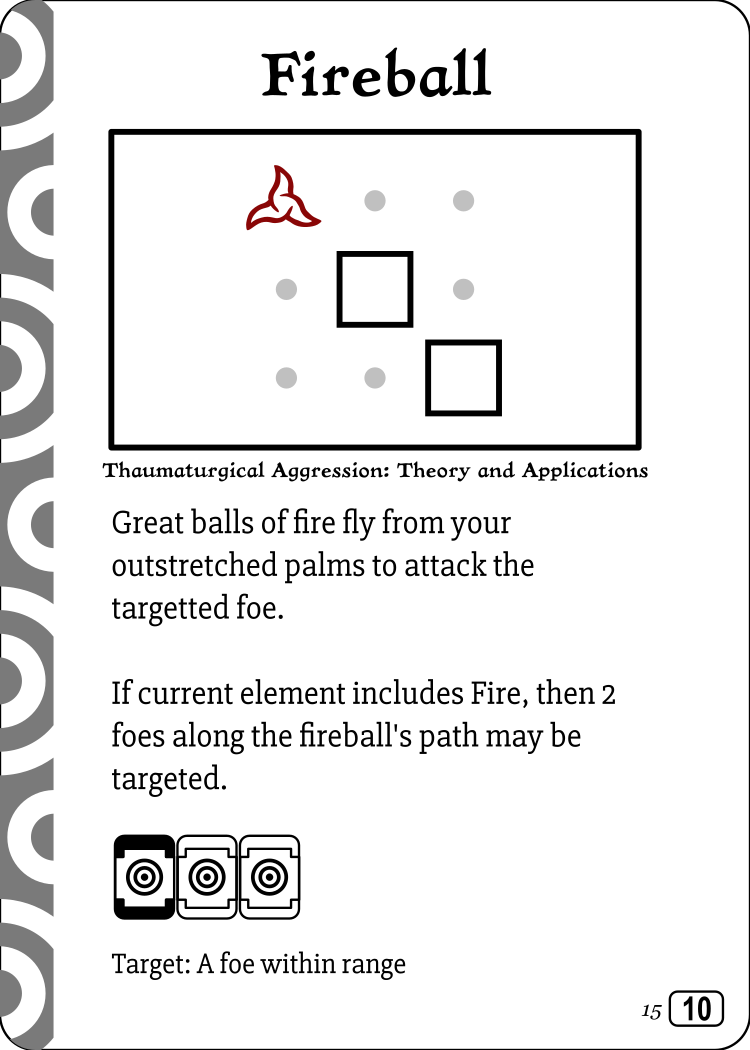 Fireball
Thaumaturgical Aggression: Theory and Applications
Great balls of fire fly from your
outstretched palms to attack the
targetted foe.
If current element includes Fire, then 2
foes along the fireball's path may be
targeted.
Target: A foe within range
15 10